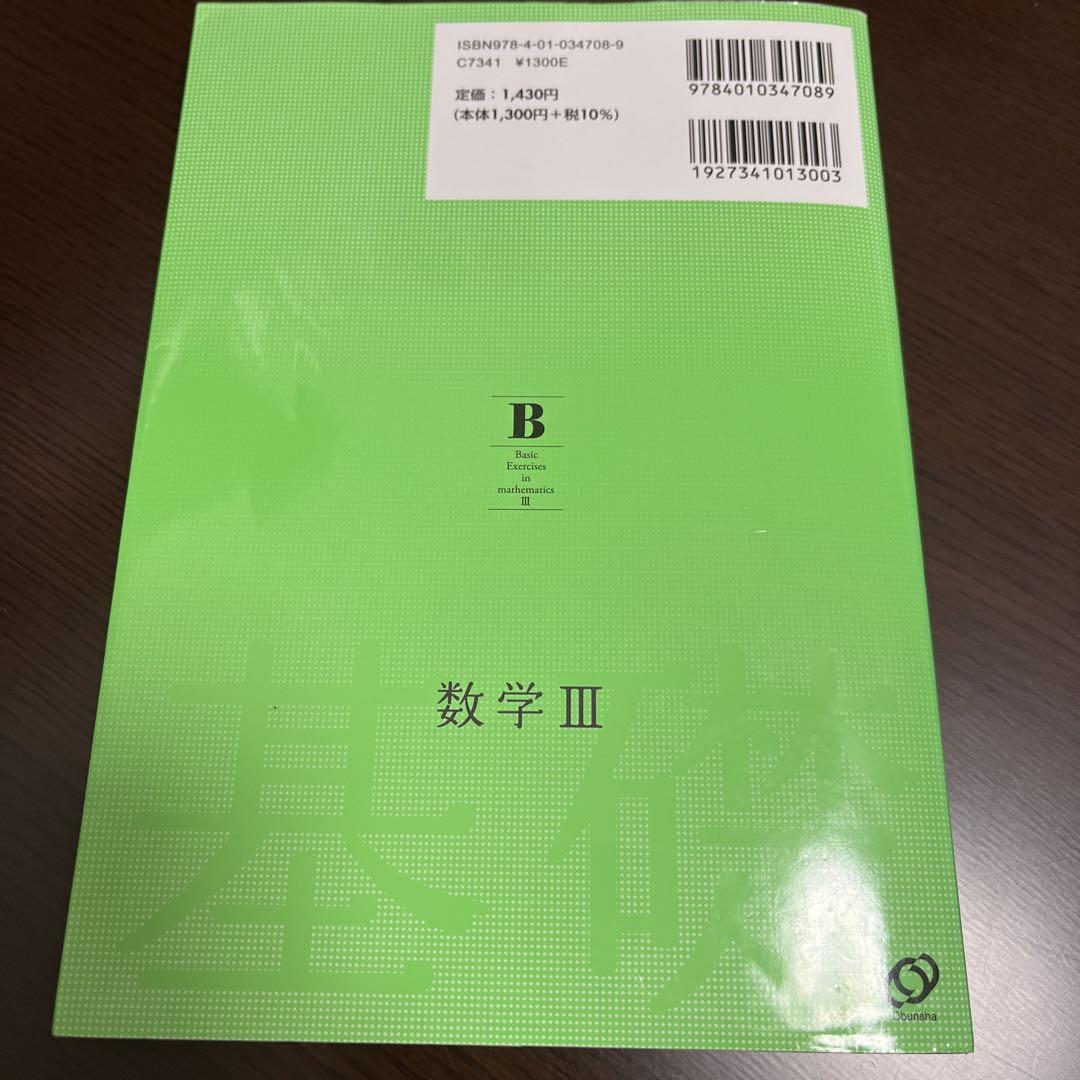 ISBN978-4-01-034708-9
C7341 ¥1300E
定価：1,430円
(本体1,300円＋税10%)
9784010347089
1927341013003
B
Basic
Exercises
in
mathematics
III
数学III
基礎
Obunsha